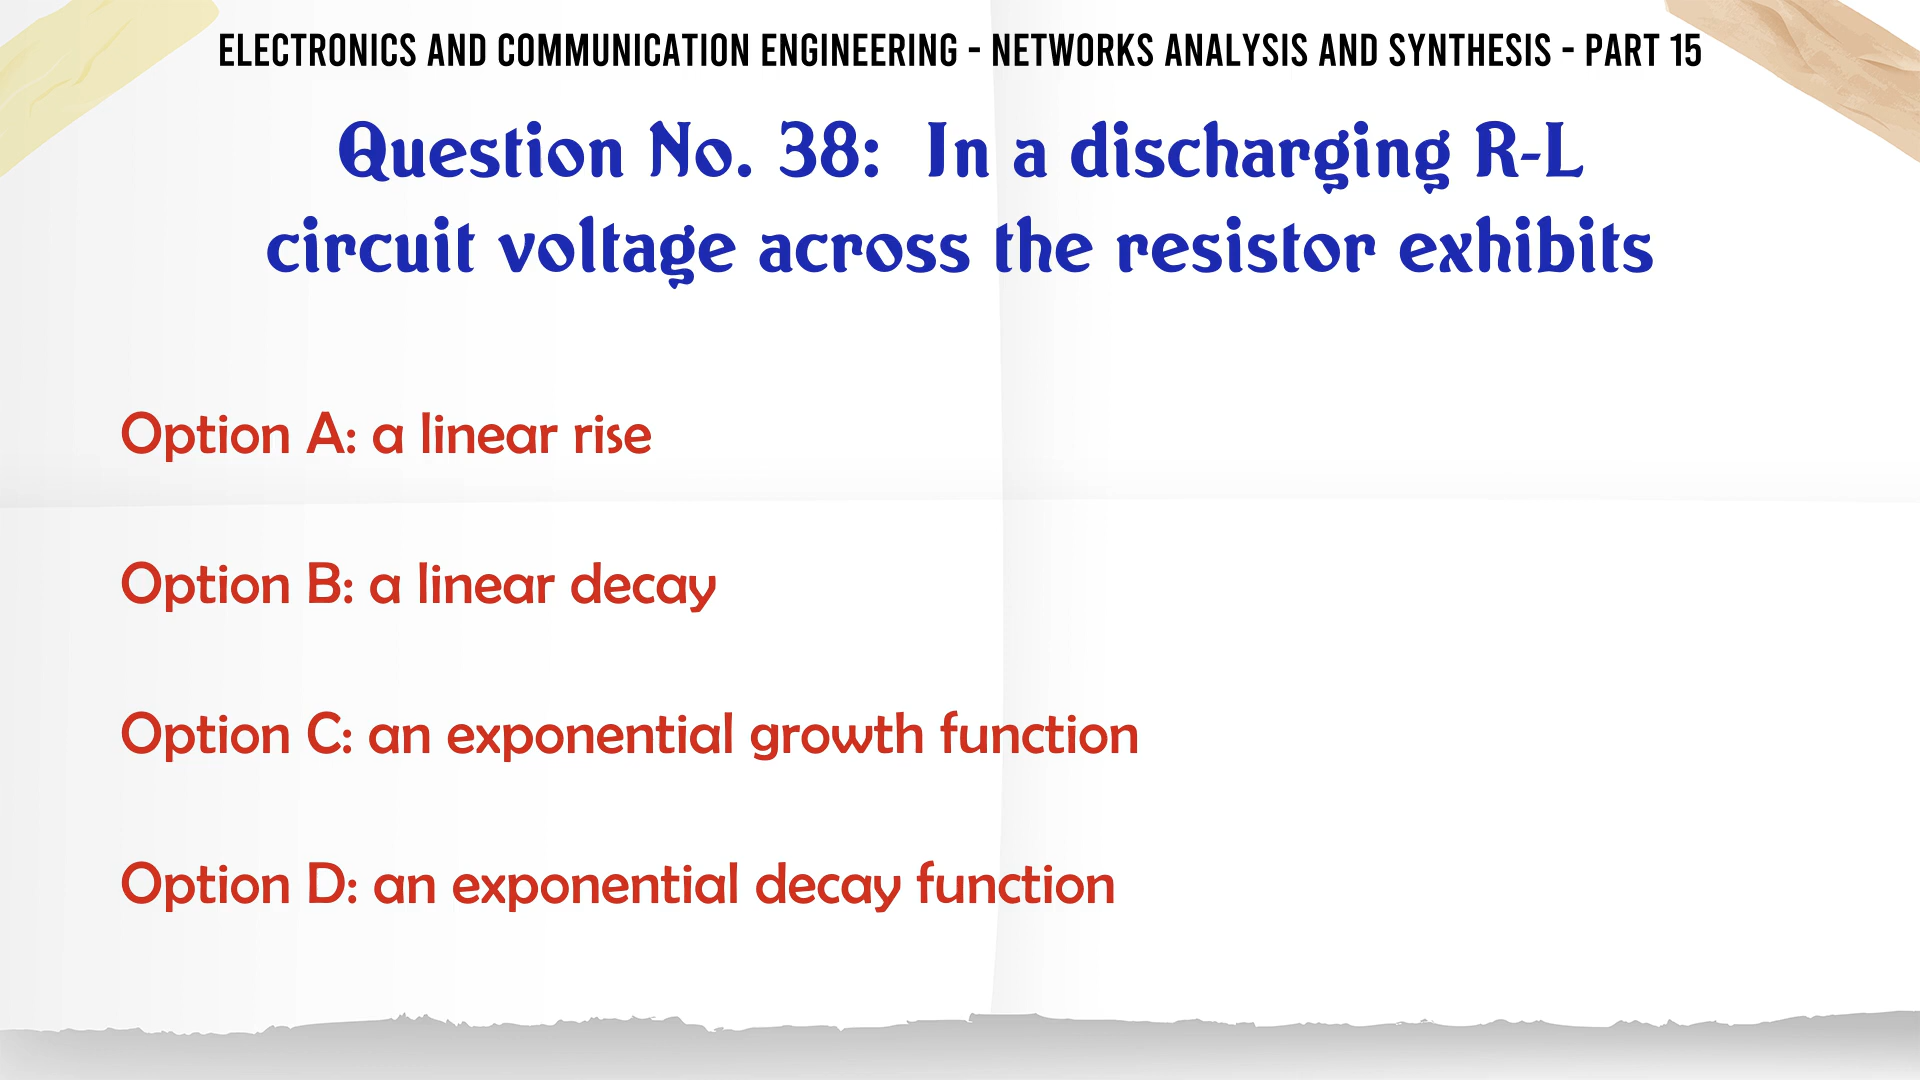 ELECTRONICS AND COMMUNICATION ENGINEERING - NETWORKS ANALYSIS AND SYNTHESIS - PART 15
Question No. 38: In a discharging R-L
circuit voltage across the resistor exhibits
Option A: a linear rise
Option B: a linear decay
Option C: an exponential growth function
Option D: an exponential decay function